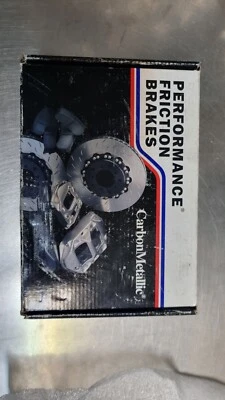 PERFORMANCE®
FRICTION
BRAKES
CarbonMetallic®